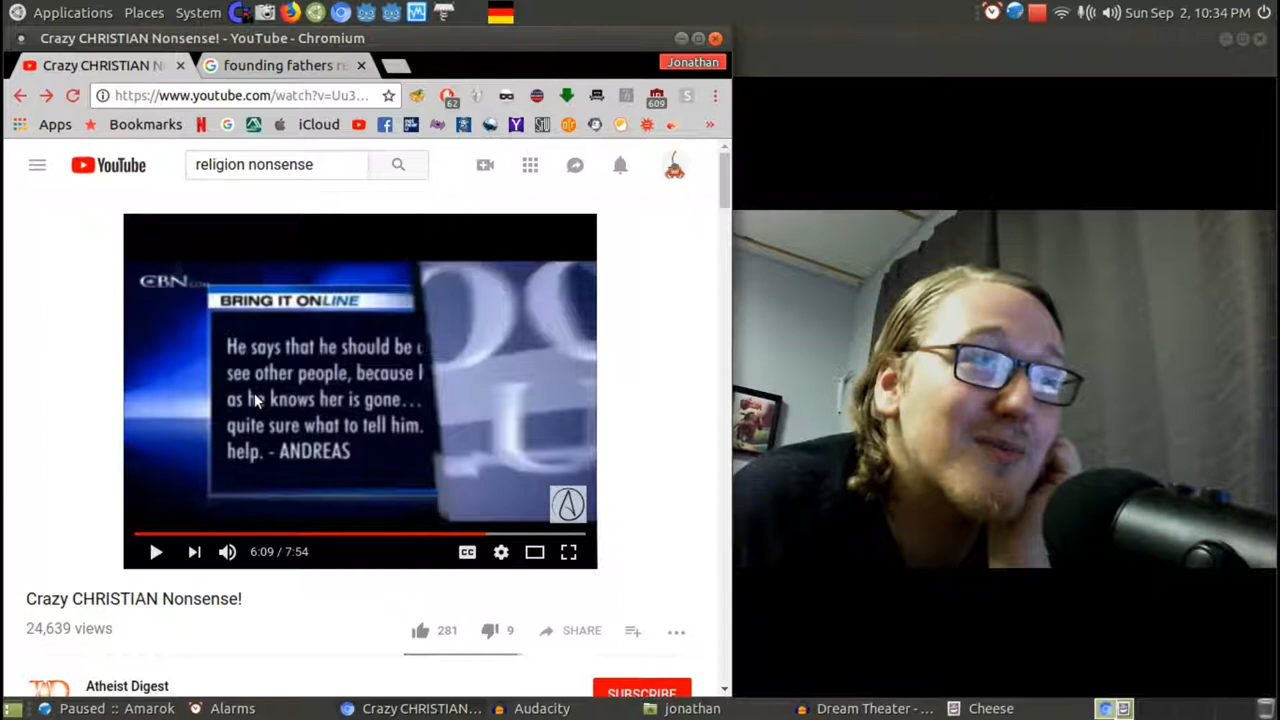 Applications Places System
Sun Sep 2, 10:34 PM
Crazy CHRISTIAN Nonsense! - YouTube - Chromium
Crazy CHRISTIAN N
founding fathers r
Jonathan
https://www.youtube.com/watch?v=Uu3...
62
609
S
Apps Bookmarks iCloud »
YouTube
religion nonsense
CBN.com
BRING IT ONLINE
He says that he should be
see other people, because
as he knows her is gone...
quite sure what to tell him.
help. - ANDREAS
6:09 / 7:54
CC
Crazy CHRISTIAN Nonsense!
24,639 views
281 9 SHARE
Atheist Digest
SUBSCRIBE
Paused :: Amarok Alarms Crazy CHRISTIAN... Audacity jonathan Dream Theater - ... Cheese